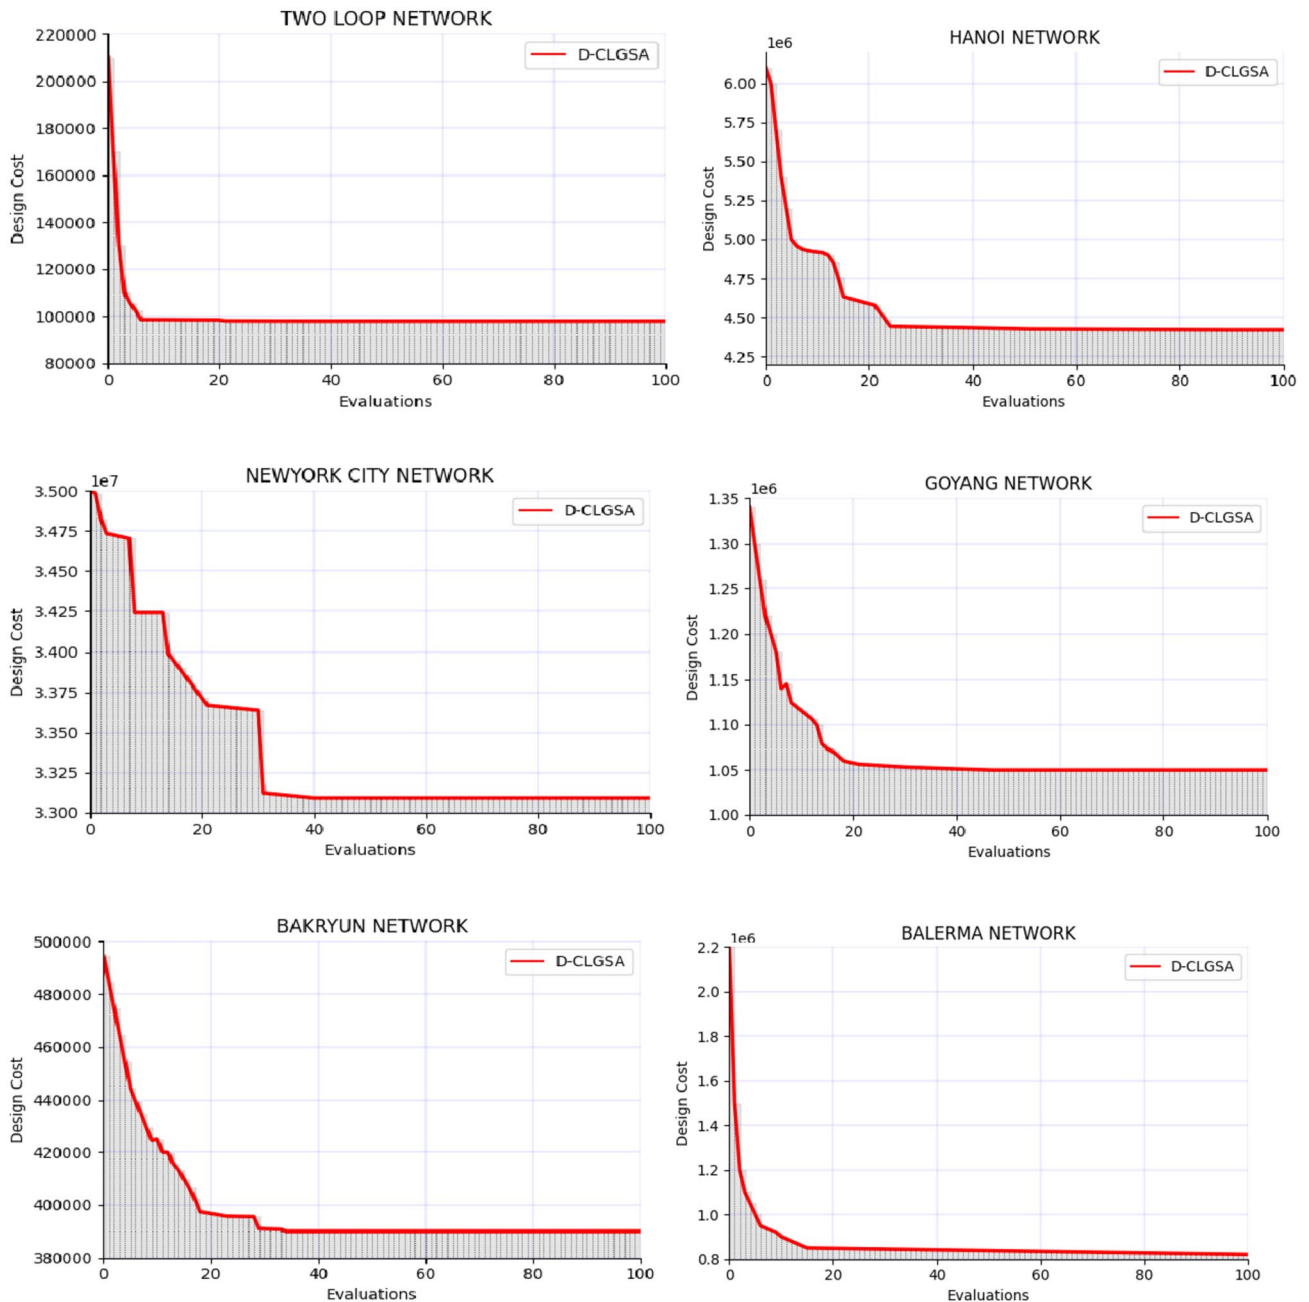 TWO LOOP NETWORK
D-CLGSA
220000
200000
180000
160000
140000
120000
100000
80000
Design Cost
0 20 40 60 80 100
Evaluations
HANOI NETWORK
1e6
D-CLGSA
6.00
5.75
5.50
5.25
5.00
4.75
4.50
4.25
Design Cost
0 20 40 60 80 100
Evaluations
NEWYORK CITY NETWORK
1e7
D-CLGSA
3.500
3.475
3.450
3.425
3.400
3.375
3.350
3.325
3.300
Design Cost
0 20 40 60 80 100
Evaluations
GOYANG NETWORK
1e6
D-CLGSA
1.35
1.30
1.25
1.20
1.15
1.10
1.05
1.00
Design Cost
0 20 40 60 80 100
Evaluations
BAKRYUN NETWORK
D-CLGSA
500000
480000
460000
440000
420000
400000
380000
Design Cost
0 20 40 60 80 100
Evaluations
BALERMA NETWORK
1e6
D-CLGSA
2.2
2.0
1.8
1.6
1.4
1.2
1.0
0.8
Design Cost
0 20 40 60 80 100
Evaluations